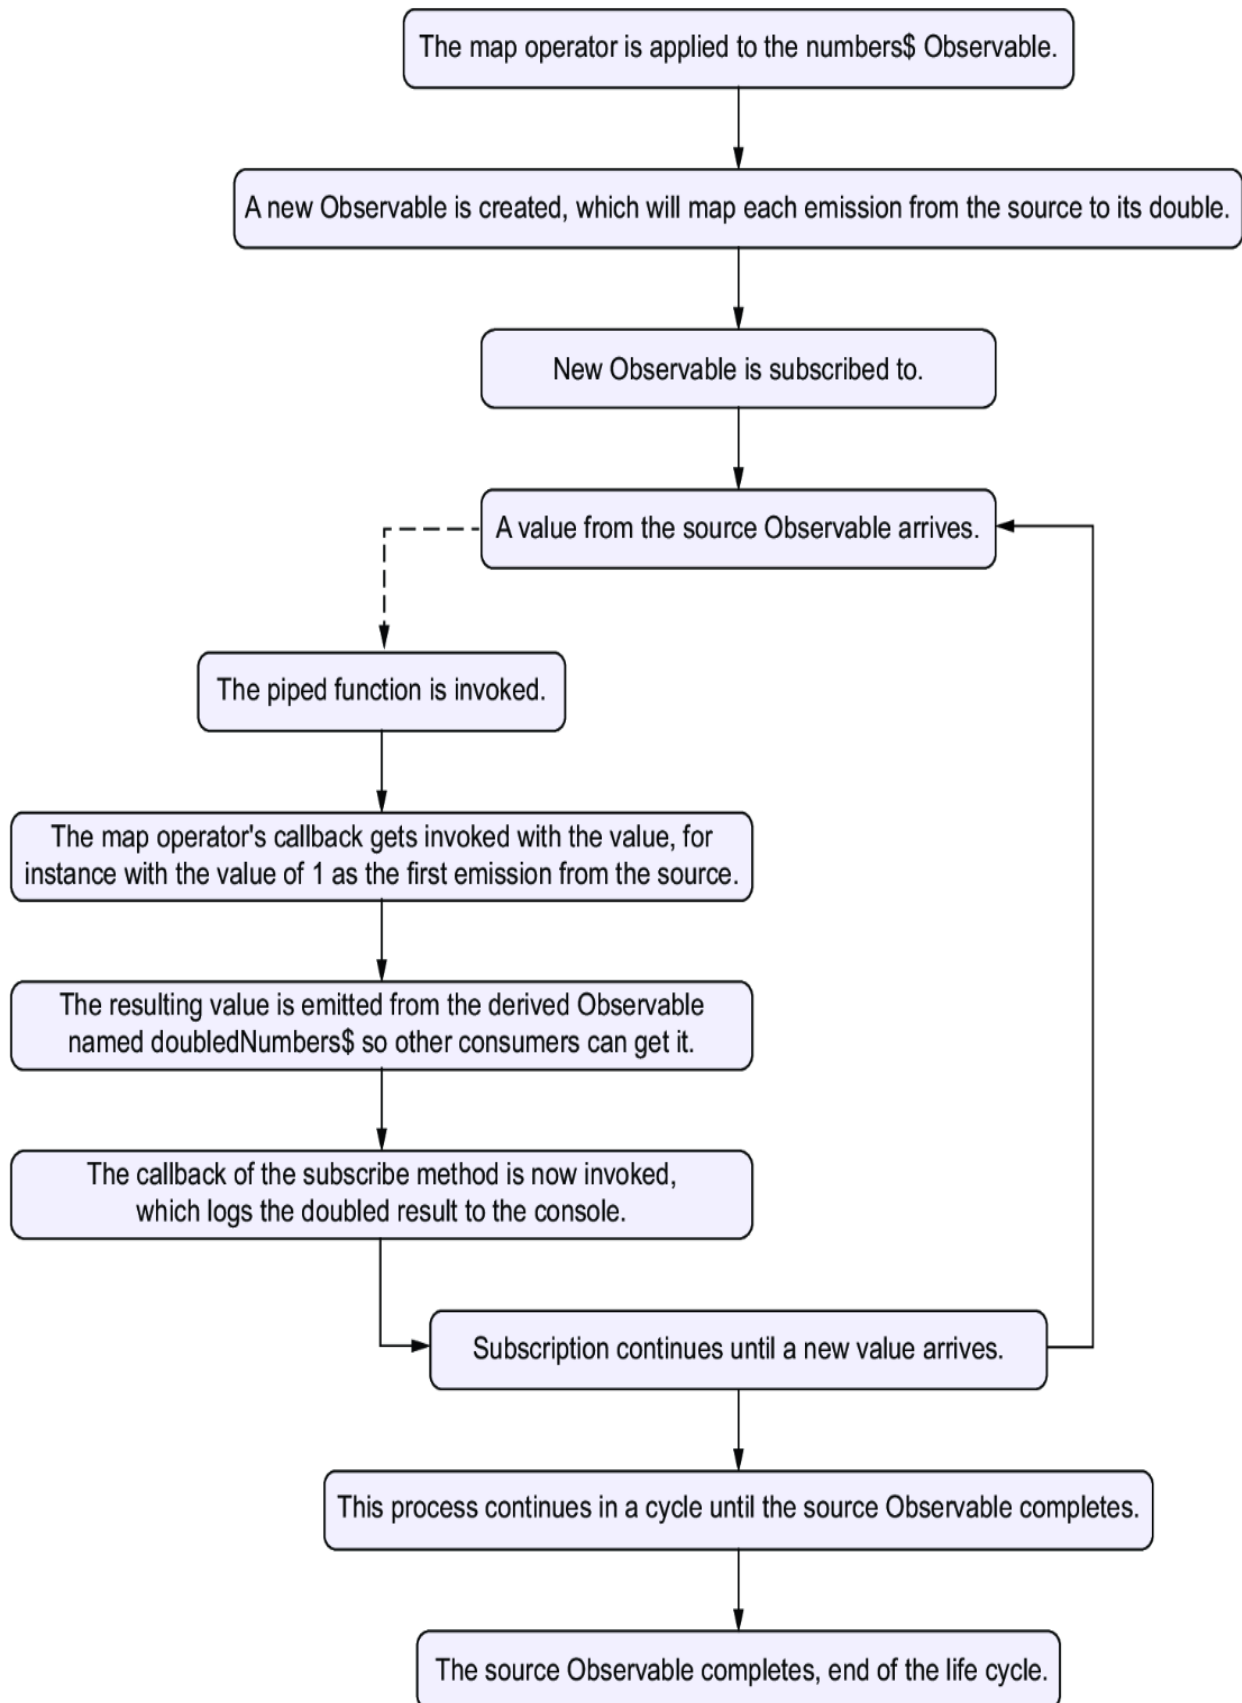 The map operator is applied to the numbers$ Observable.
A new Observable is created, which will map each emission from the source to its double.
New Observable is subscribed to.
A value from the source Observable arrives.
The piped function is invoked.
The map operator's callback gets invoked with the value, for
instance with the value of 1 as the first emission from the source.
The resulting value is emitted from the derived Observable
named doubledNumbers$ so other consumers can get it.
The callback of the subscribe method is now invoked,
which logs the doubled result to the console.
Subscription continues until a new value arrives.
This process continues in a cycle until the source Observable completes.
The source Observable completes, end of the life cycle.